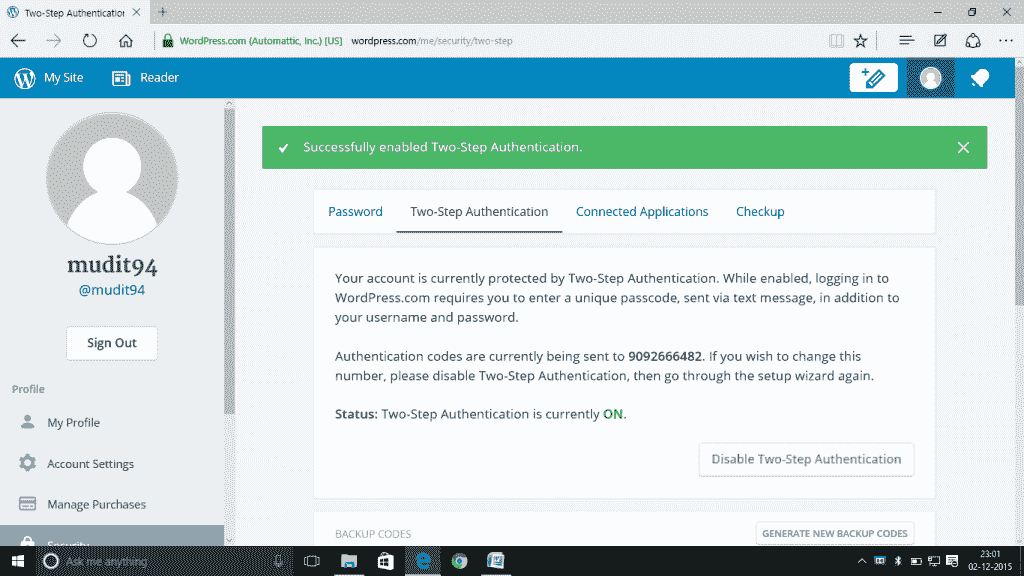 Two-Step Authentication
WordPress.com (Automattic, Inc.) [US] wordpress.com/me/security/two-step
My Site Reader
Successfully enabled Two-Step Authentication.
Password Two-Step Authentication Connected Applications Checkup
mudit94
@mudit94
Sign Out
Profile
My Profile
Account Settings
Manage Purchases
Security
Your account is currently protected by Two-Step Authentication. While enabled, logging in to
WordPress.com requires you to enter a unique passcode, sent via text message, in addition to
your username and password.
Authentication codes are currently being sent to 9092666482. If you wish to change this
number, please disable Two-Step Authentication, then go through the setup wizard again.
Status: Two-Step Authentication is currently ON.
Disable Two-Step Authentication
BACKUP CODES GENERATE NEW BACKUP CODES
Ask me anything
23:01
02-12-2015